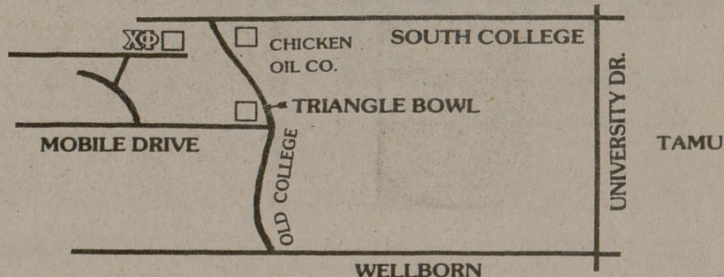 ΧΦ
CHICKEN
OIL CO.
SOUTH COLLEGE
TRIANGLE BOWL
MOBILE DRIVE
OLD COLLEGE
UNIVERSITY DR.
TAMU
WELLBORN